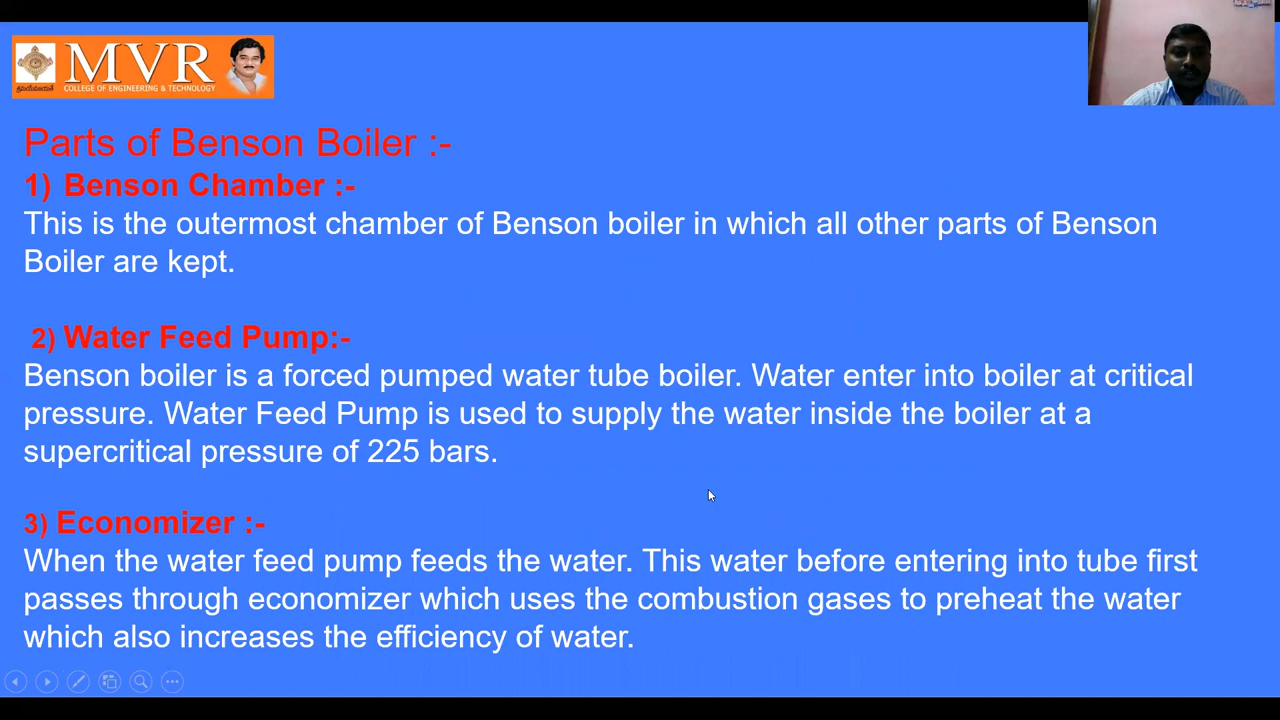 MVR
COLLEGE OF ENGINEERING & TECHNOLOGY
Parts of Benson Boiler :-
1) Benson Chamber :-
This is the outermost chamber of Benson boiler in which all other parts of Benson
Boiler are kept.
2) Water Feed Pump:-
Benson boiler is a forced pumped water tube boiler. Water enter into boiler at critical
pressure. Water Feed Pump is used to supply the water inside the boiler at a
supercritical pressure of 225 bars.
3) Economizer :-
When the water feed pump feeds the water. This water before entering into tube first
passes through economizer which uses the combustion gases to preheat the water
which also increases the efficiency of water.